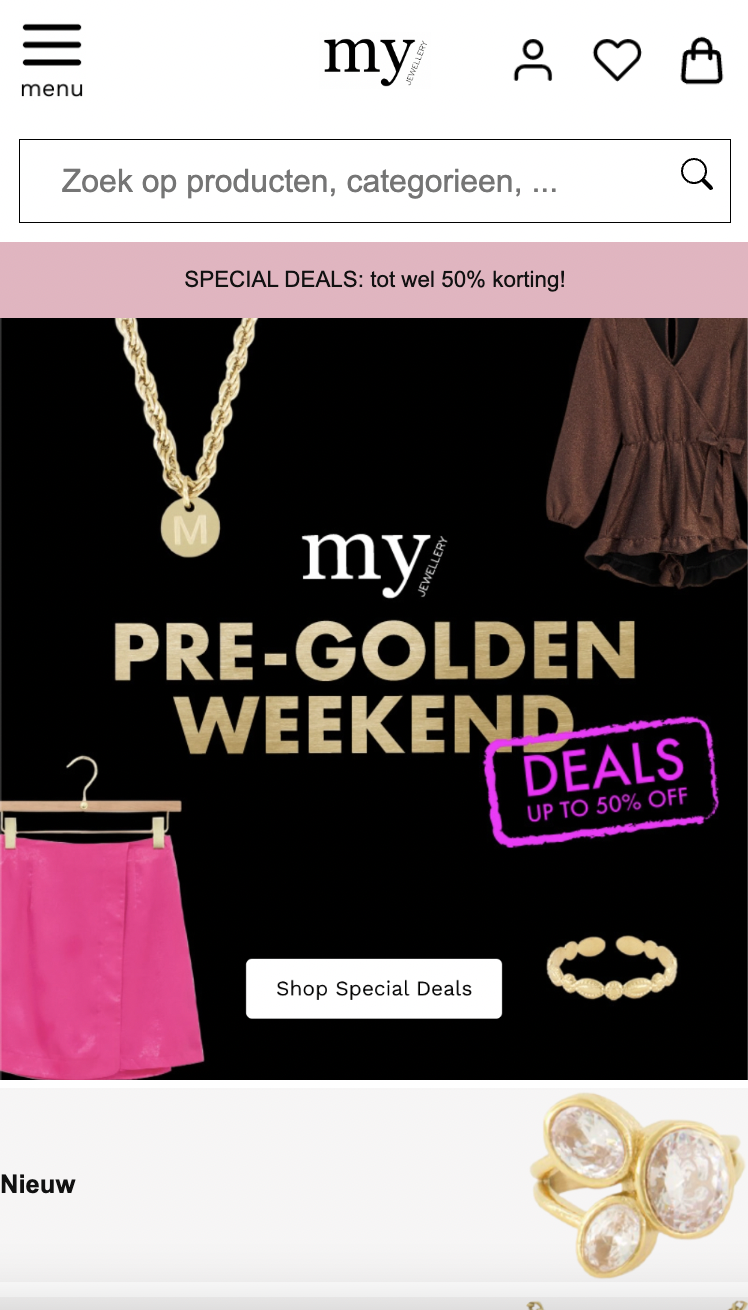 menu
my
JEWELLERY
Zoek op producten, categorieen, ...
SPECIAL DEALS: tot wel 50% korting!
M
my
JEWELLERY
PRE-GOLDEN
WEEKEND
DEALS
UP TO 50% OFF
Shop Special Deals
Nieuw